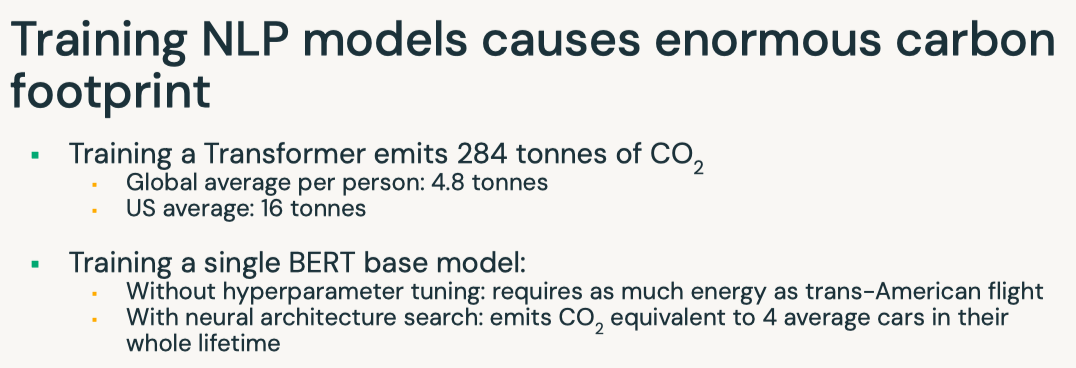 Training NLP models causes enormous carbon
footprint
▪ Training a Transformer emits 284 tonnes of CO₂
▪ Global average per person: 4.8 tonnes
▪ US average: 16 tonnes
▪ Training a single BERT base model:
▪ Without hyperparameter tuning: requires as much energy as trans-American flight
▪ With neural architecture search: emits CO₂ equivalent to 4 average cars in their
whole lifetime